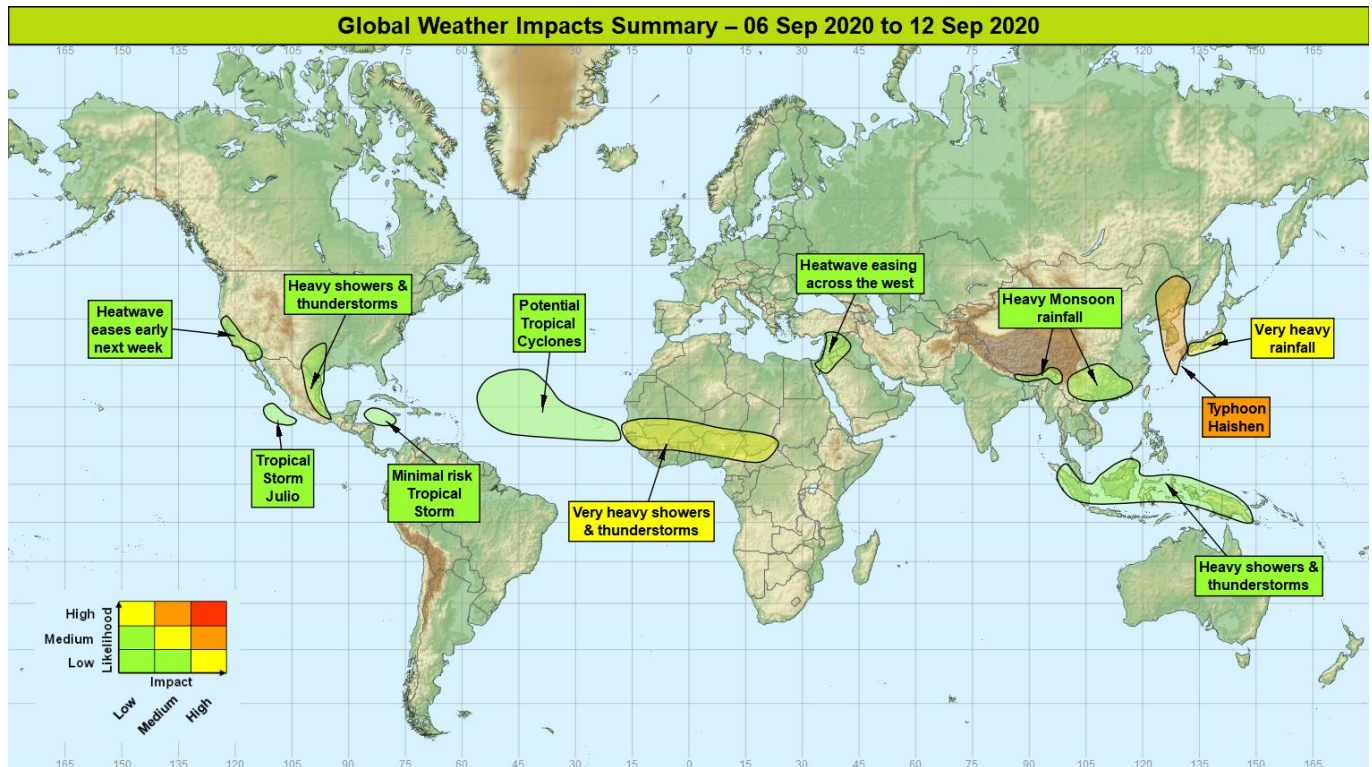 Global Weather Impacts Summary – 06 Sep 2020 to 12 Sep 2020
165 135 120 105 90 75 60 45 30 15 0 15 30 45 60 75 90 105 120 135 165
Heatwave
eases early
next week
Heavy showers &
thunderstorms
Potential
Tropical
Cyclones
Heatwave easing
across the west
Heavy Monsoon
rainfall
Very heavy
rainfall
Typhoon
Haishen
Tropical
Storm
Julio
Minimal risk
Tropical
Storm
Very heavy showers
& thunderstorms
Heavy showers &
thunderstorms
High
Medium
Low
Likelihood
Impact
Low
Medium
High
165 135 120 105 90 75 60 45 30 15 0 15 30 45 60 75 90 105 120 135 165